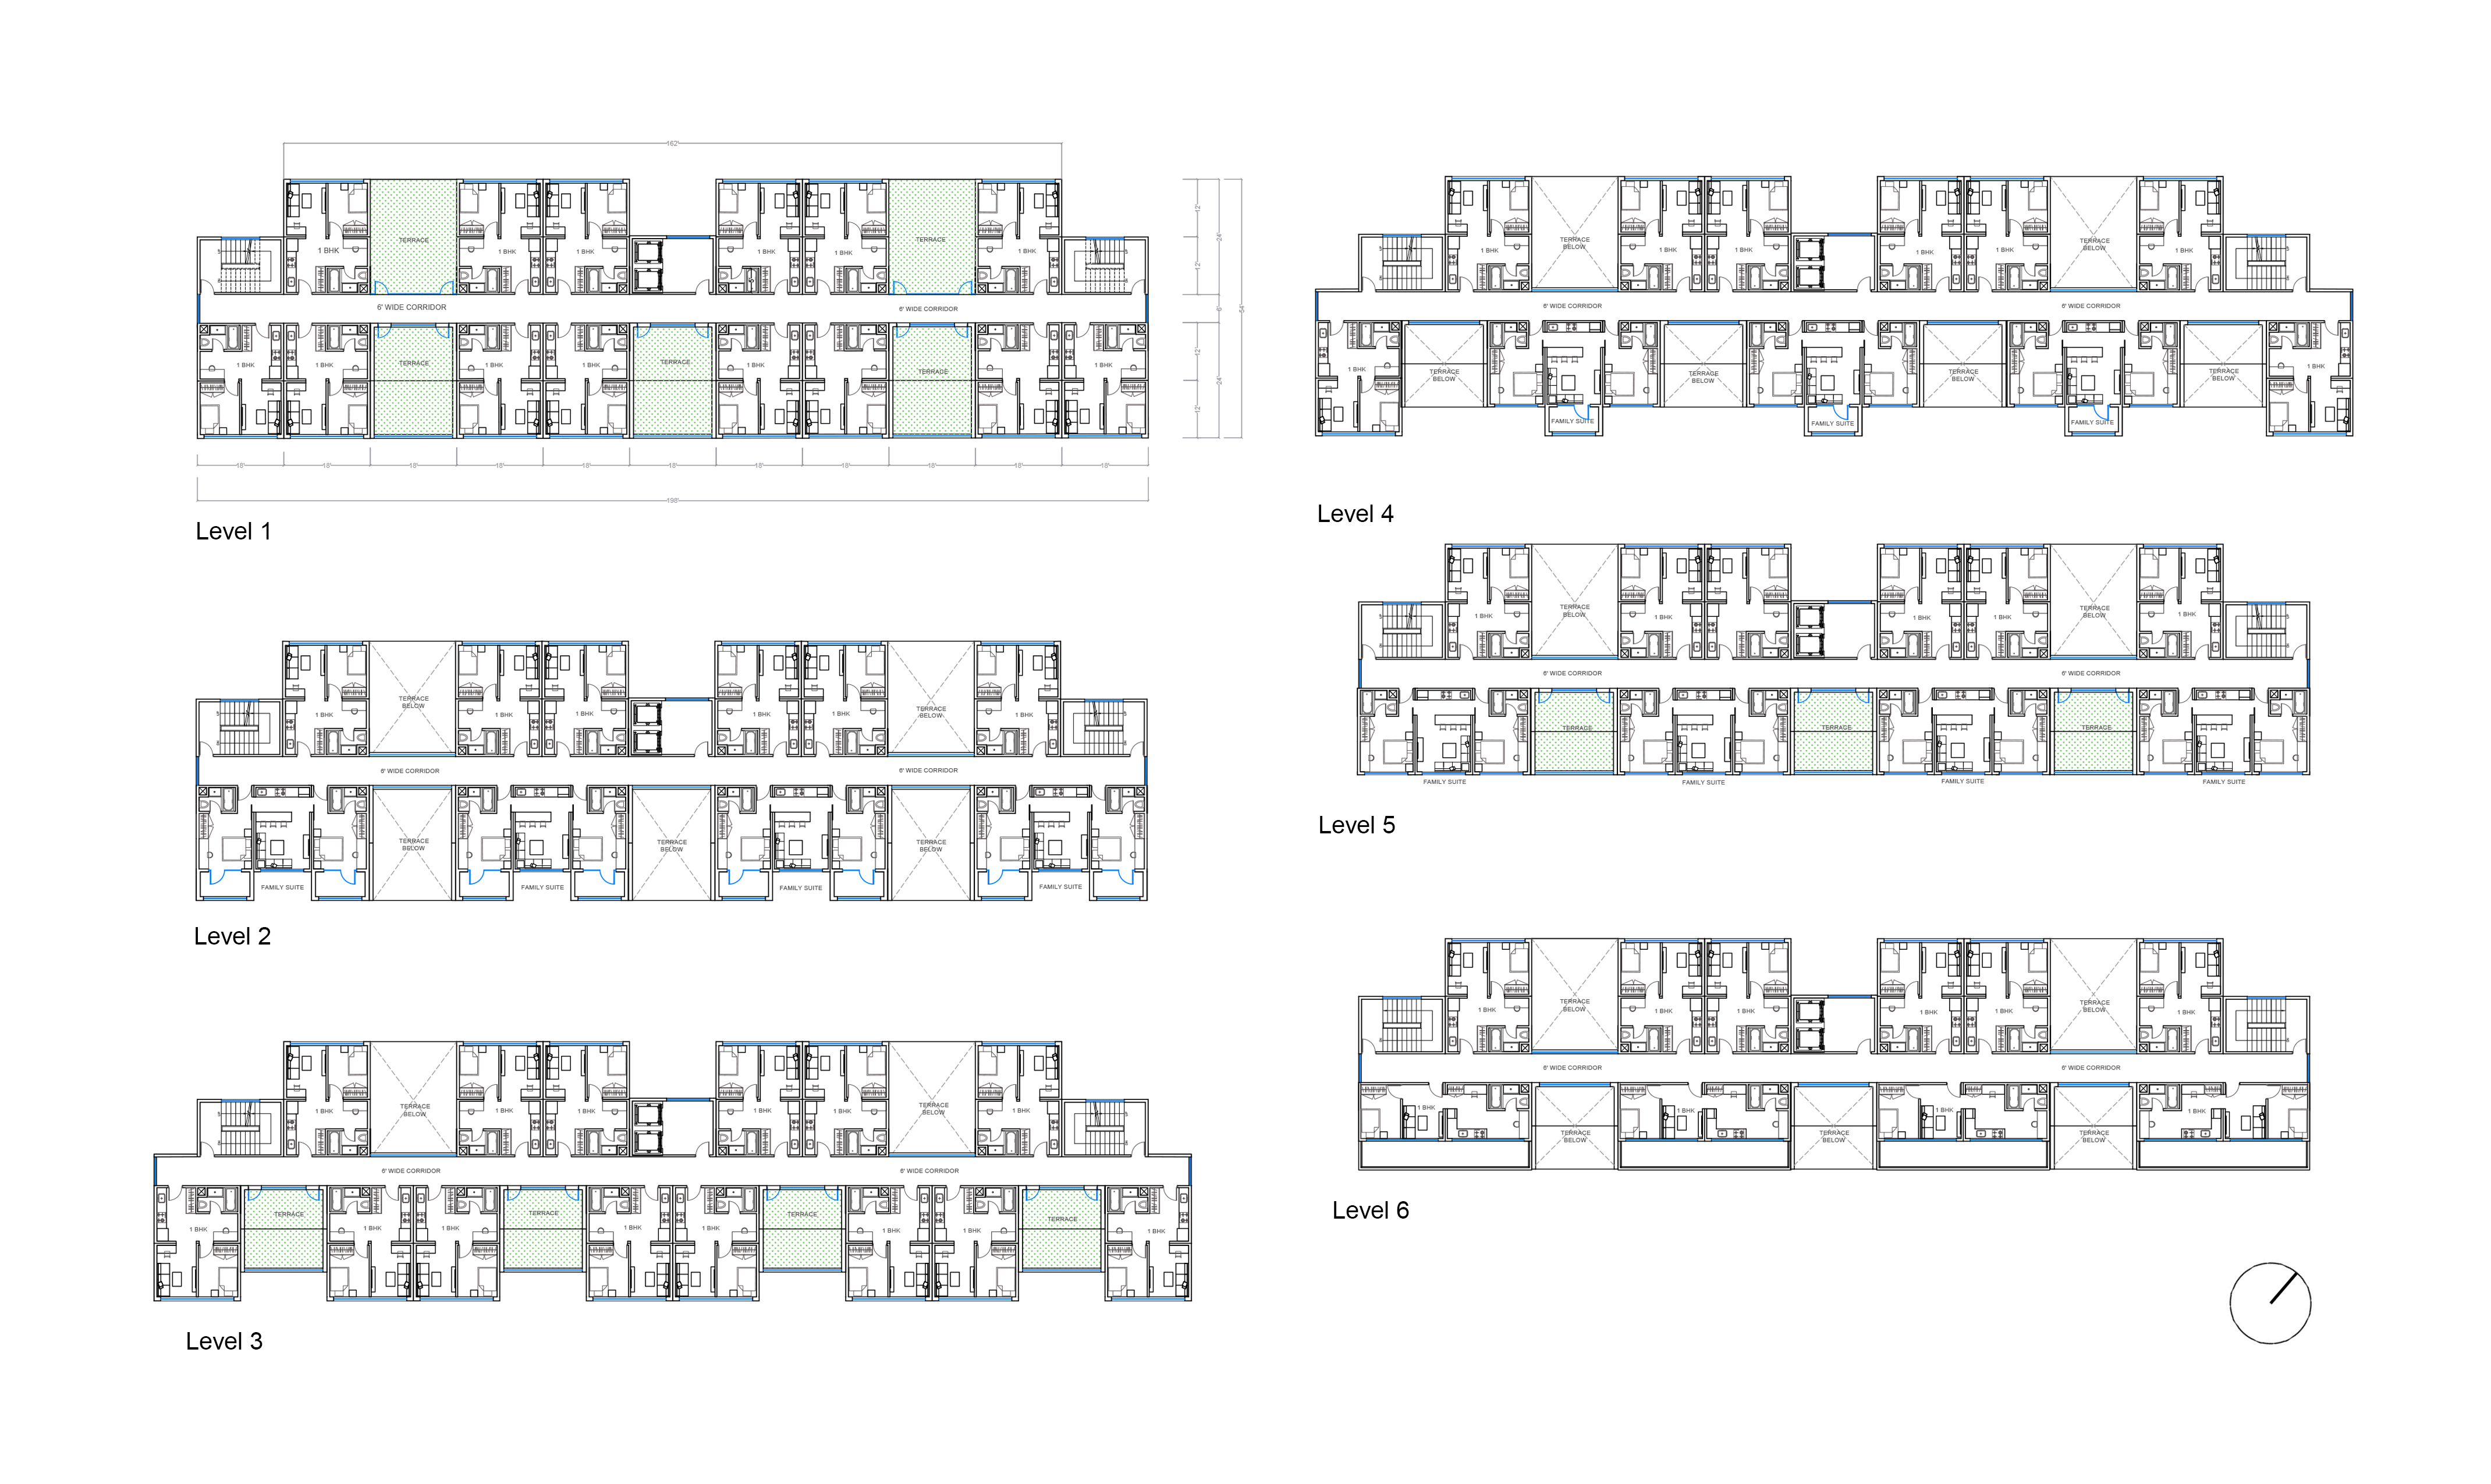 162'
1 BHK
TERRACE
1 BHK
1 BHK
1 BHK
1 BHK
TERRACE
1 BHK
12'
12'
24'
6'
54'
12'
12'
24'
6' WIDE CORRIDOR
6' WIDE CORRIDOR
1 BHK
1 BHK
TERRACE
1 BHK
1 BHK
TERRACE
1 BHK
1 BHK
TERRACE
1 BHK
1 BHK
18'
18'
18'
18'
18'
18'
18'
18'
18'
18'
18'
198'
Level 1
1 BHK
TERRACE
BELOW
1 BHK
1 BHK
1 BHK
1 BHK
TERRACE
BELOW
1 BHK
6' WIDE CORRIDOR
6' WIDE CORRIDOR
TERRACE
BELOW
TERRACE
BELOW
TERRACE
BELOW
FAMILY SUITE
FAMILY SUITE
FAMILY SUITE
FAMILY SUITE
Level 2
1 BHK
TERRACE
BELOW
1 BHK
1 BHK
1 BHK
1 BHK
TERRACE
BELOW
1 BHK
6' WIDE CORRIDOR
6' WIDE CORRIDOR
1 BHK
TERRACE
1 BHK
1 BHK
TERRACE
1 BHK
1 BHK
TERRACE
1 BHK
1 BHK
TERRACE
1 BHK
Level 3
1 BHK
TERRACE
BELOW
1 BHK
1 BHK
1 BHK
1 BHK
TERRACE
BELOW
1 BHK
6' WIDE CORRIDOR
6' WIDE CORRIDOR
1 BHK
TERRACE
BELOW
TERRACE
BELOW
TERRACE
BELOW
TERRACE
BELOW
1 BHK
FAMILY SUITE
FAMILY SUITE
FAMILY SUITE
Level 4
1 BHK
TERRACE
BELOW
1 BHK
1 BHK
1 BHK
1 BHK
TERRACE
BELOW
1 BHK
6' WIDE CORRIDOR
6' WIDE CORRIDOR
TERRACE
TERRACE
TERRACE
FAMILY SUITE
FAMILY SUITE
FAMILY SUITE
FAMILY SUITE
Level 5
1 BHK
TERRACE
BELOW
1 BHK
1 BHK
1 BHK
1 BHK
TERRACE
BELOW
1 BHK
6' WIDE CORRIDOR
6' WIDE CORRIDOR
1 BHK
1 BHK
1 BHK
1 BHK
TERRACE
BELOW
TERRACE
BELOW
TERRACE
BELOW
Level 6